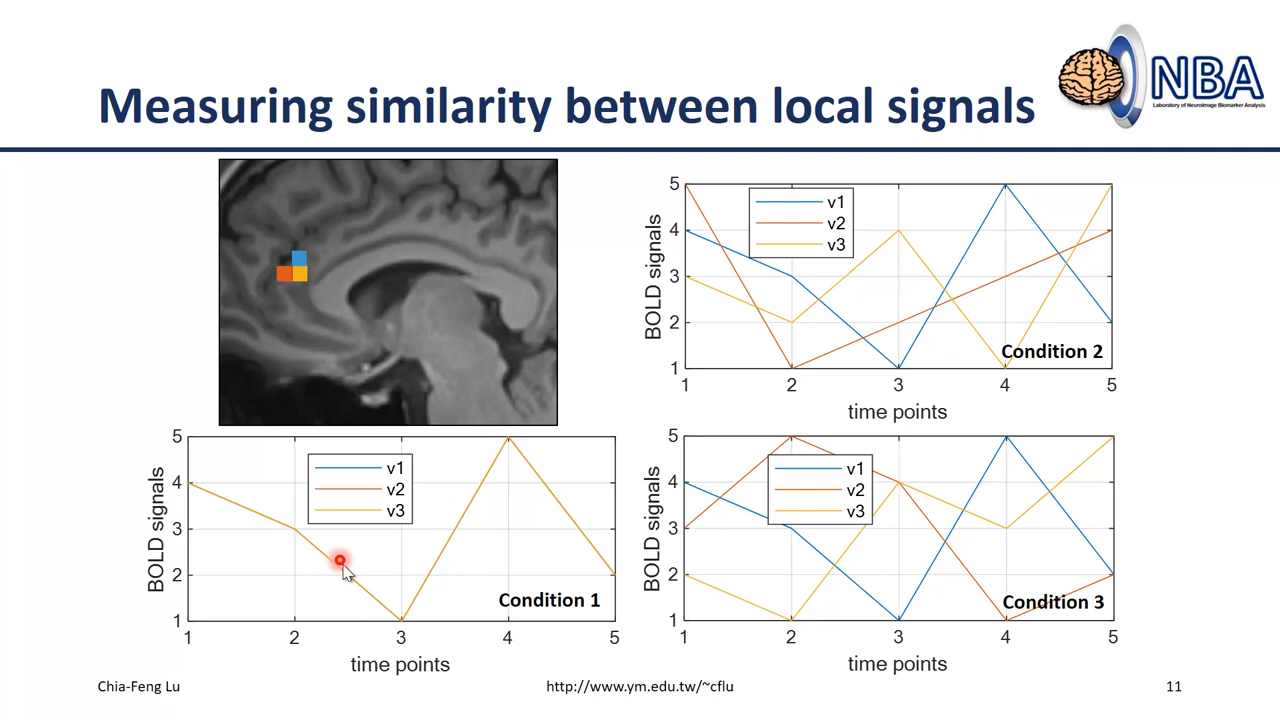 Measuring similarity between local signals
NBA
Laboratory of Neuroimage Biomarker Analysis
5
4
3
2
1
BOLD signals
v1
v2
v3
Condition 2
1 2 3 4 5
time points
5
4
3
2
1
BOLD signals
v1
v2
v3
Condition 1
1 2 3 4 5
time points
5
4
3
2
1
BOLD signals
v1
v2
v3
Condition 3
1 2 3 4 5
time points
Chia-Feng Lu
http://www.ym.edu.tw/~cflu
11